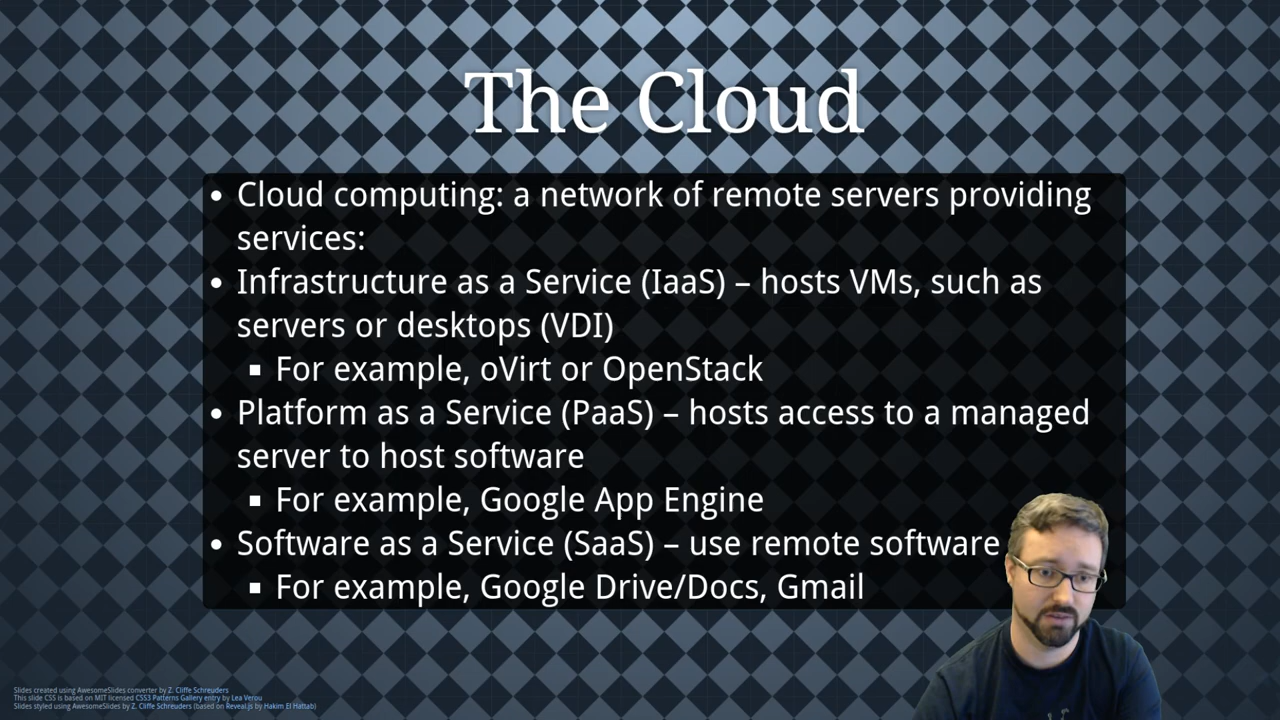 The Cloud
• Cloud computing: a network of remote servers providing
services:
• Infrastructure as a Service (IaaS) – hosts VMs, such as
servers or desktops (VDI)
▪ For example, oVirt or OpenStack
• Platform as a Service (PaaS) – hosts access to a managed
server to host software
▪ For example, Google App Engine
• Software as a Service (SaaS) – use remote software
▪ For example, Google Drive/Docs, Gmail
Slides created using AwesomeSlides converter by Z. Cliffe Schreuders
This slide CSS is based on MIT licensed CSS3 Patterns Gallery entry by Lea Verou
Slides styled using AwesomeSlides by Z. Cliffe Schreuders (based on Reveal.js by Hakim El Hattab)